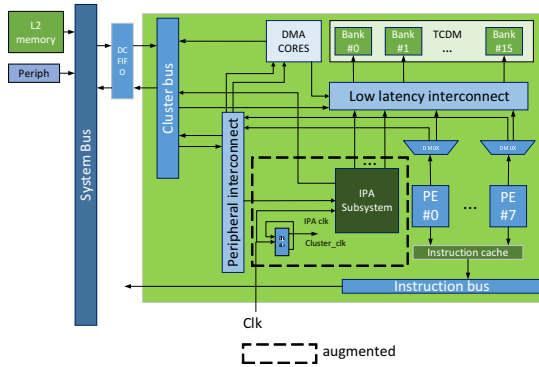 L2
memory
Periph
System Bus
DC
FIF
O
Cluster bus
DMA
CORES
Peripheral interconnect
Bank
#0
Bank
#1
TCDM
...
Bank
#15
Low latency interconnect
D MUX
D M UX
...
IPA
Subsystem
IPA clk
Cluster_clk
PE
#0
...
PE
#7
Instruction cache
Instruction bus
Clk
augmented